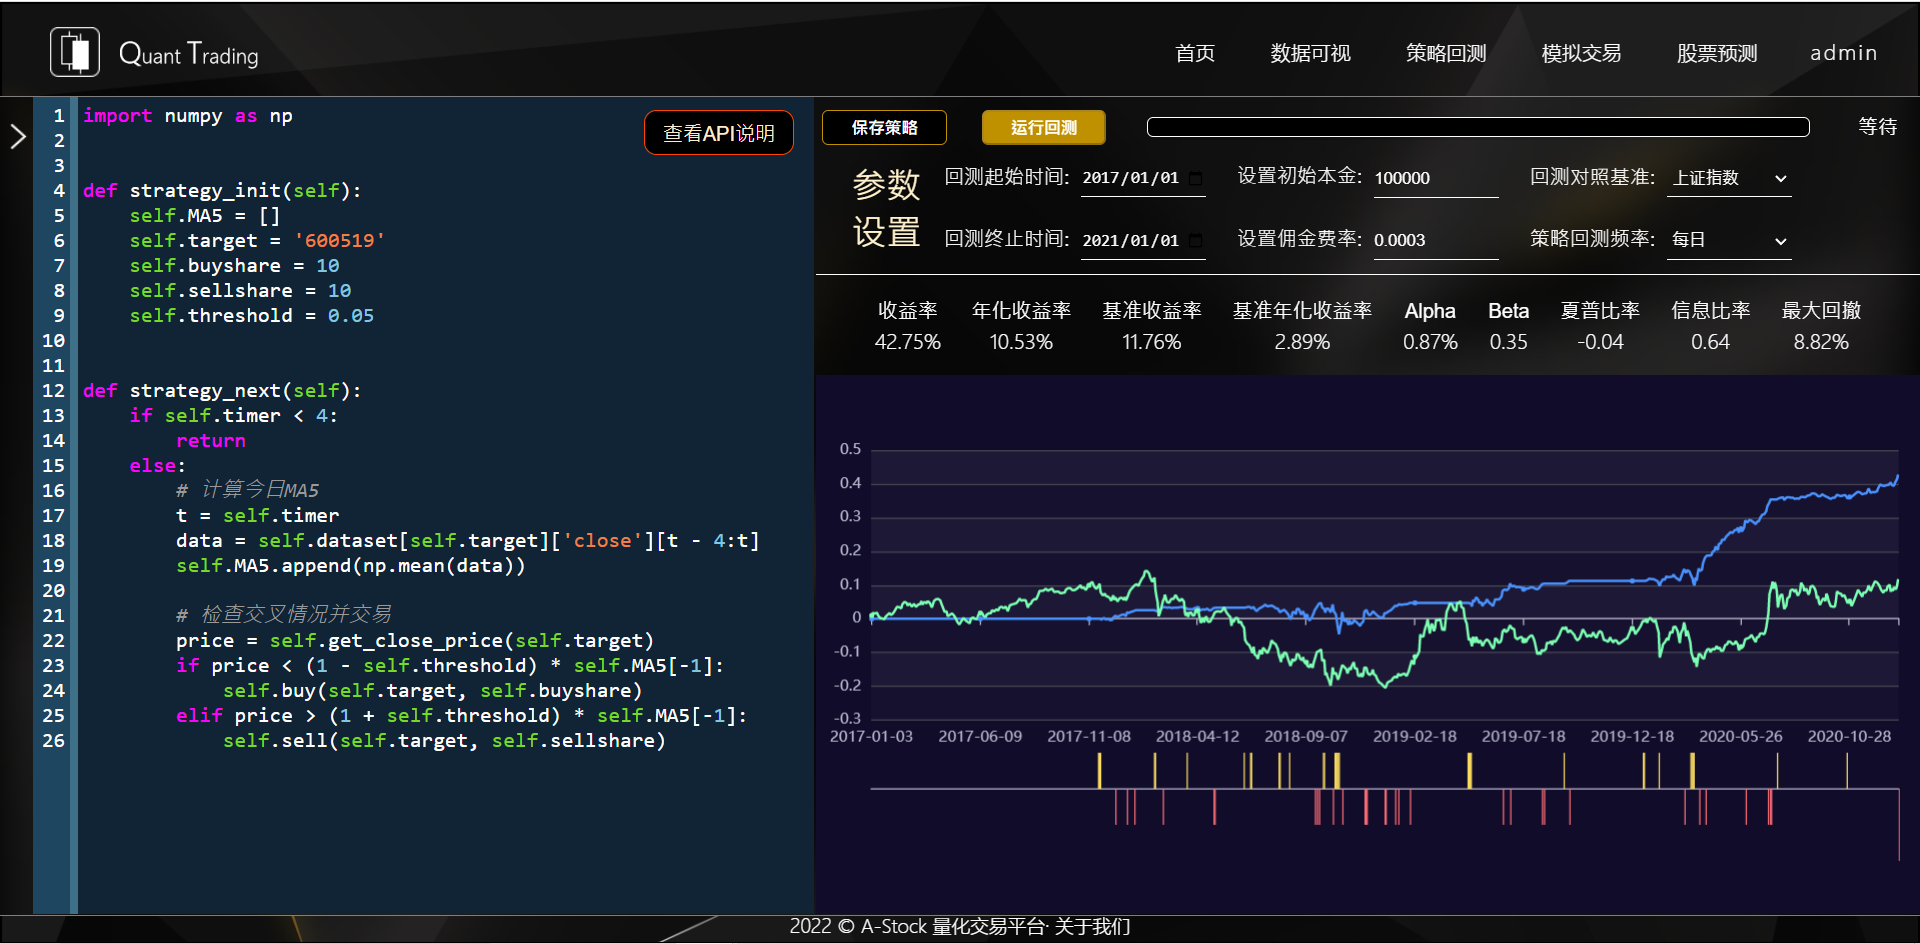 Quant Trading
首页 数据可视 策略回测 模拟交易 股票预测 admin
1 import numpy as np
2
3
4 def strategy_init(self):
5     self.MA5 = []
6     self.target = '600519'
7     self.buyshare = 10
8     self.sellshare = 10
9     self.threshold = 0.05
10
11
12 def strategy_next(self):
13     if self.timer < 4:
14         return
15     else:
16         # 计算今日MA5
17         t = self.timer
18         data = self.dataset[self.target]['close'][t - 4:t]
19         self.MA5.append(np.mean(data))
20
21         # 检查交叉情况并交易
22         price = self.get_close_price(self.target)
23         if price < (1 - self.threshold) * self.MA5[-1]:
24             self.buy(self.target, self.buyshare)
25         elif price > (1 + self.threshold) * self.MA5[-1]:
26             self.sell(self.target, self.sellshare)
查看API说明
保存策略 运行回测 等待
参数
设置
回测起始时间: 2017/01/01 设置初始本金: 100000 回测对照基准: 上证指数
回测终止时间: 2021/01/01 设置佣金费率: 0.0003 策略回测频率: 每日
收益率 年化收益率 基准收益率 基准年化收益率 Alpha Beta 夏普比率 信息比率 最大回撤
42.75% 10.53% 11.76% 2.89% 0.87% 0.35 -0.04 0.64 8.82%
0.5
0.4
0.3
0.2
0.1
0
-0.1
-0.2
-0.3
2017-01-03 2017-06-09 2017-11-08 2018-04-12 2018-09-07 2019-02-18 2019-07-18 2019-12-18 2020-05-26 2020-10-28
2022 © A-Stock 量化交易平台· 关于我们